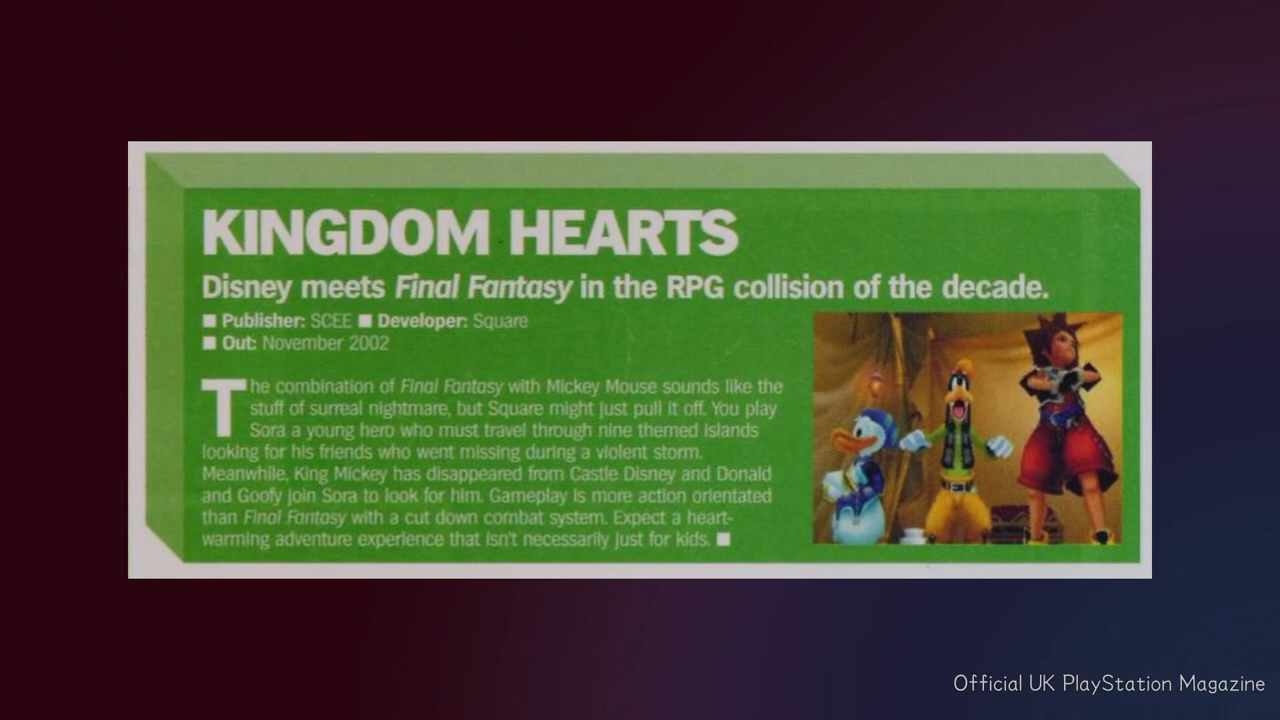 KINGDOM HEARTS
Disney meets Final Fantasy in the RPG collision of the decade.
■ Publisher: SCEE ■ Developer: Square
■ Out: November 2002
The combination of Final Fantasy with Mickey Mouse sounds like the
stuff of surreal nightmare, but Square might just pull it off. You play
Sora a young hero who must travel through nine themed islands
looking for his friends who went missing during a violent storm.
Meanwhile, King Mickey has disappeared from Castle Disney and Donald
and Goofy join Sora to look for him. Gameplay is more action orientated
than Final Fantasy with a cut down combat system. Expect a heart-
warming adventure experience that isn't necessarily just for kids. ■
Official UK PlayStation Magazine